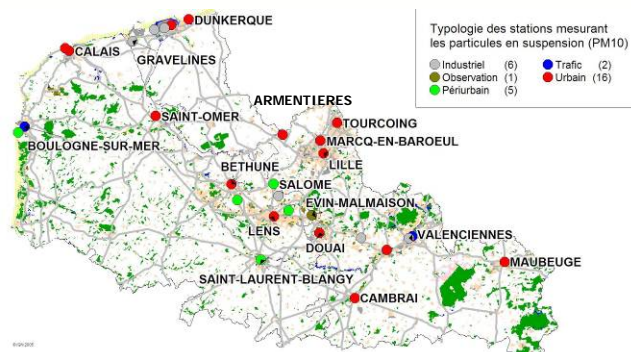 DUNKERQUE
Typologie des stations mesurant
les particules en suspension (PM10)
Industriel (6) Trafic (2)
Observation (1) Urbain (16)
Périurbain (5)
CALAIS
GRAVELINES
ARMENTIERES
SAINT-OMER
TOURCOING
MARCQ-EN-BAROEUL
BOULOGNE-SUR-MER
LILLE
BETHUNE
SALOME
EVIN-MALMAISON
LENS
VALENCIENNES
DOUAI
MAUBEUGE
SAINT-LAURENT-BLANGY
CAMBRAI